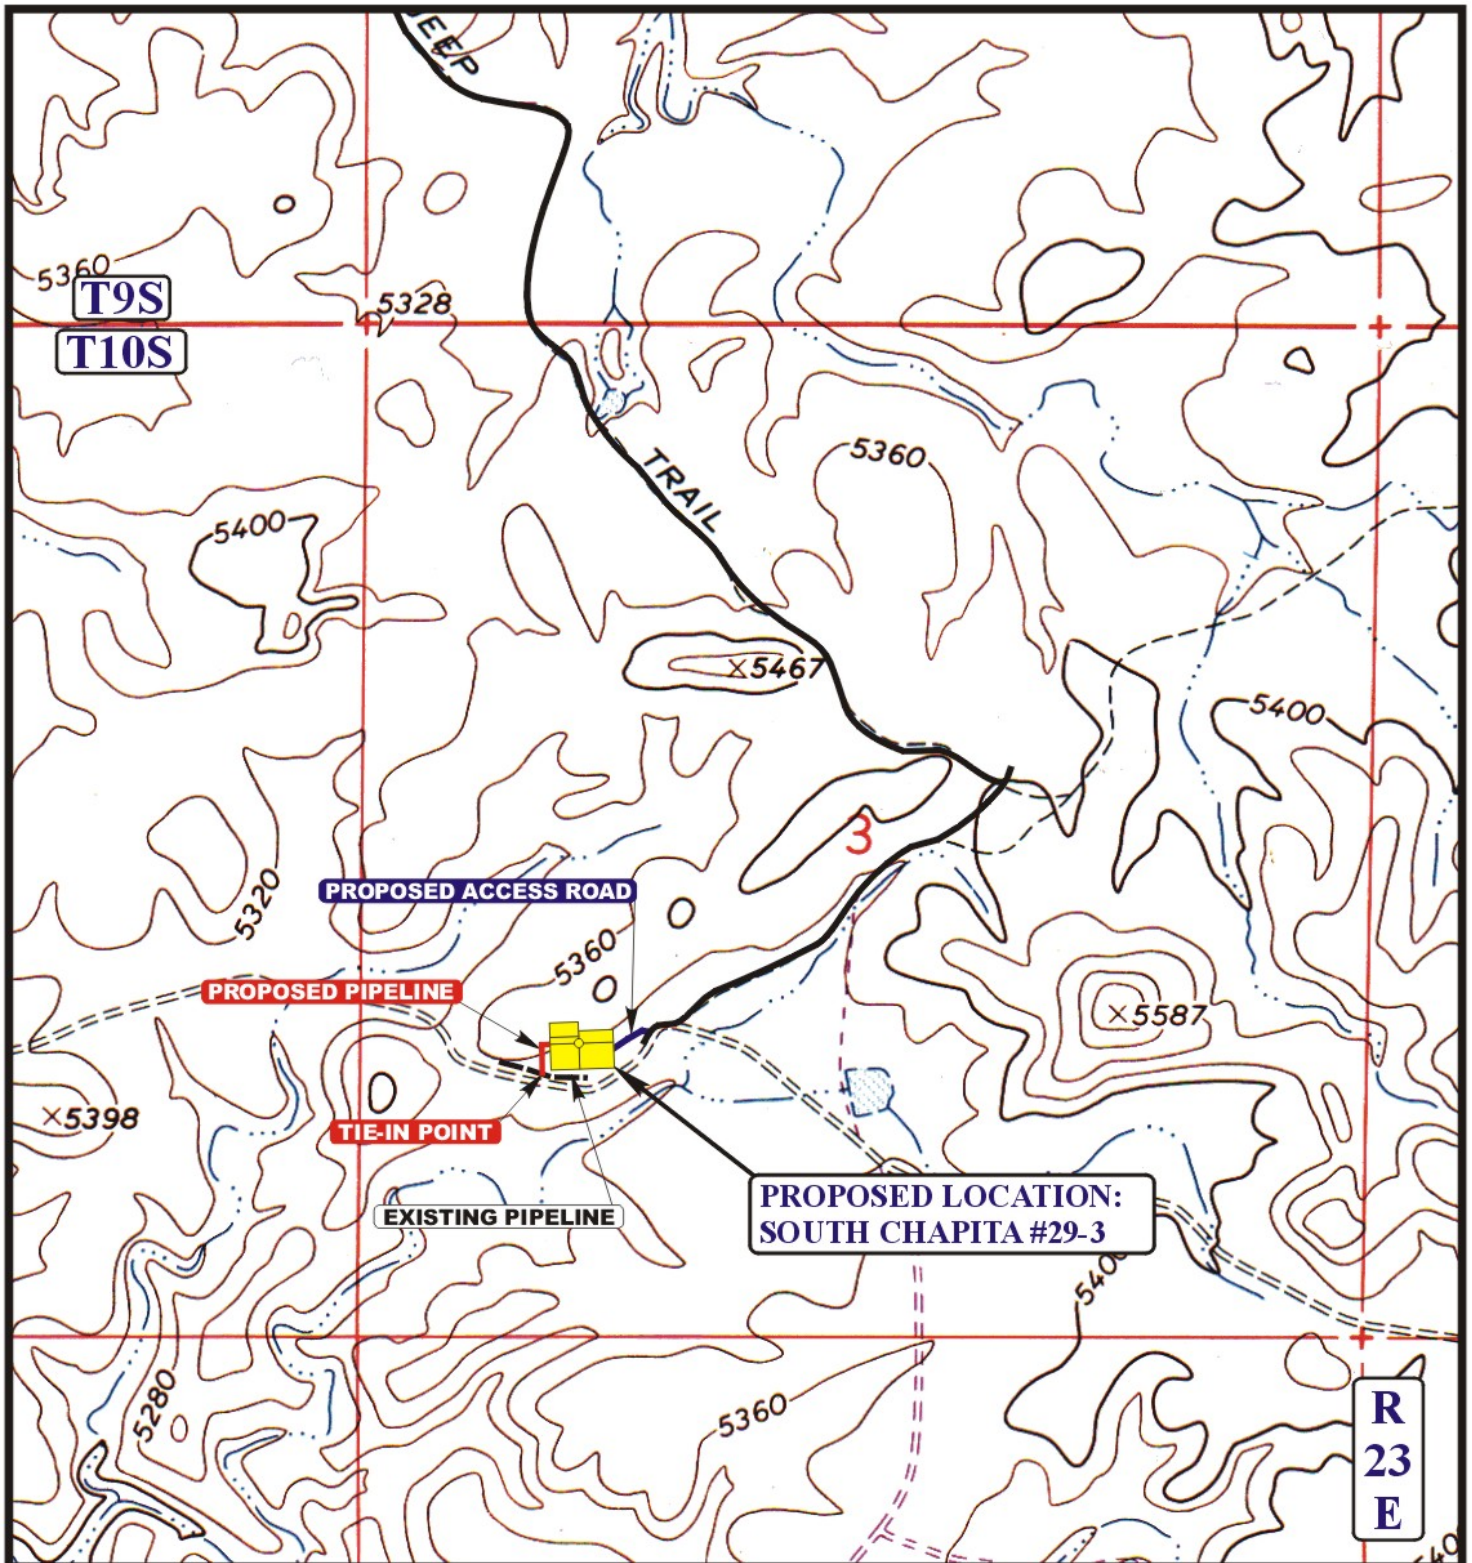 JEEP
5360
T9S
5328
T10S
5360
TRAIL
5400
×5467
5400
3
PROPOSED ACCESS ROAD
5320
5360
PROPOSED PIPELINE
×5587
×5398
TIE-IN POINT
PROPOSED LOCATION:
SOUTH CHAPITA #29-3
EXISTING PIPELINE
5400
5280
5360
R
23
E